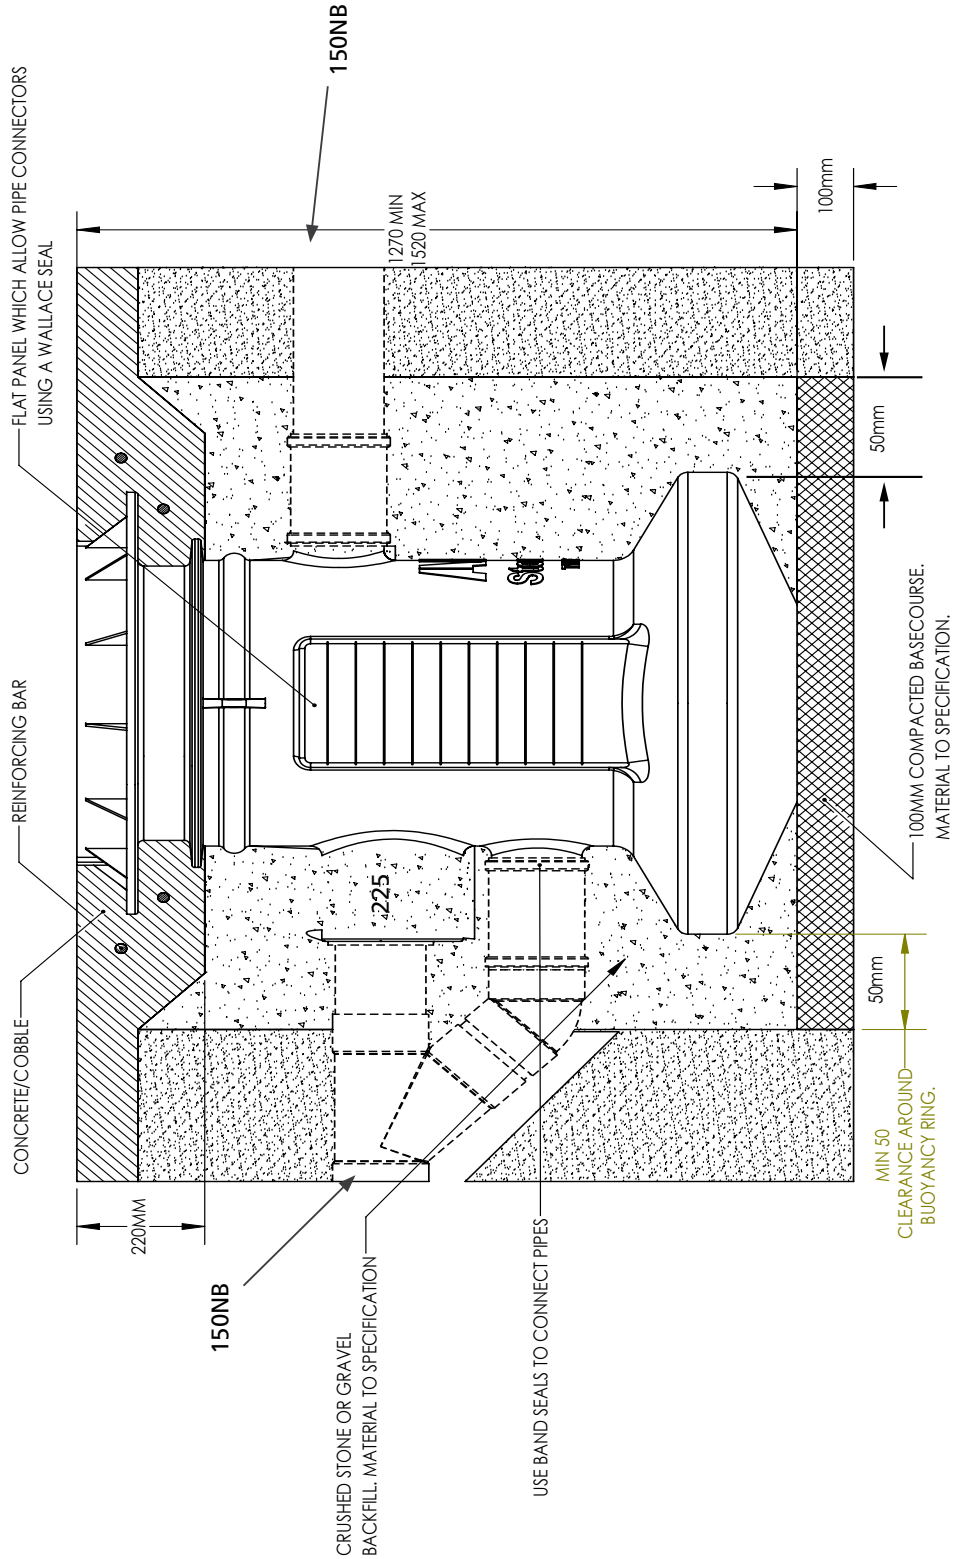 FLAT PANEL WHICH ALLOW PIPE CONNECTORS
USING A WALLACE SEAL
150NB
REINFORCING BAR
CONCRETE/COBBLE
1270 MIN
1520 MAX
100mm
220MM
225
50mm
50mm
150NB
CRUSHED STONE OR GRAVEL
BACKFILL. MATERIAL TO SPECIFICATION
USE BAND SEALS TO CONNECT PIPES
MIN 50
CLEARANCE AROUND
BUOYANCY RING.
100MM COMPACTED BASECOURSE.
MATERIAL TO SPECIFICATION.